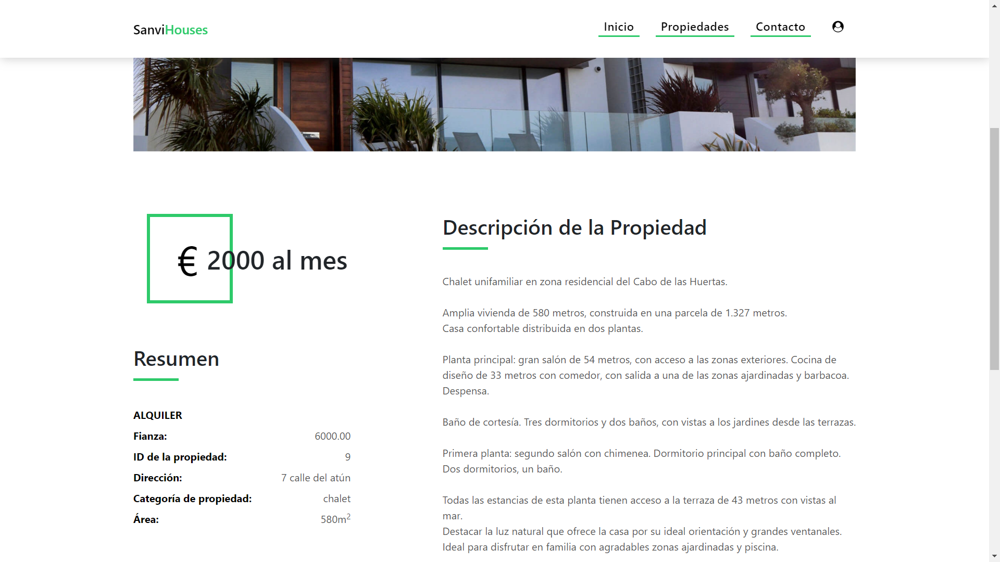 SanviHouses
Inicio
Propiedades
Contacto
€ 2000 al mes
Resumen
ALQUILER
Fianza: 6000.00
ID de la propiedad: 9
Dirección: 7 calle del atún
Categoría de propiedad: chalet
Área: 580m²
Descripción de la Propiedad
Chalet unifamiliar en zona residencial del Cabo de las Huertas.
Amplia vivienda de 580 metros, construida en una parcela de 1.327 metros.
Casa confortable distribuida en dos plantas.
Planta principal: gran salón de 54 metros, con acceso a las zonas exteriores. Cocina de
diseño de 33 metros con comedor, con salida a una de las zonas ajardinadas y barbacoa.
Despensa.
Baño de cortesía. Tres dormitorios y dos baños, con vistas a los jardines desde las terrazas.
Primera planta: segundo salón con chimenea. Dormitorio principal con baño completo.
Dos dormitorios, un baño.
Todas las estancias de esta planta tienen acceso a la terraza de 43 metros con vistas al
mar.
Destacar la luz natural que ofrece la casa por su ideal orientación y grandes ventanales.
Ideal para disfrutar en familia con agradables zonas ajardinadas y piscina.